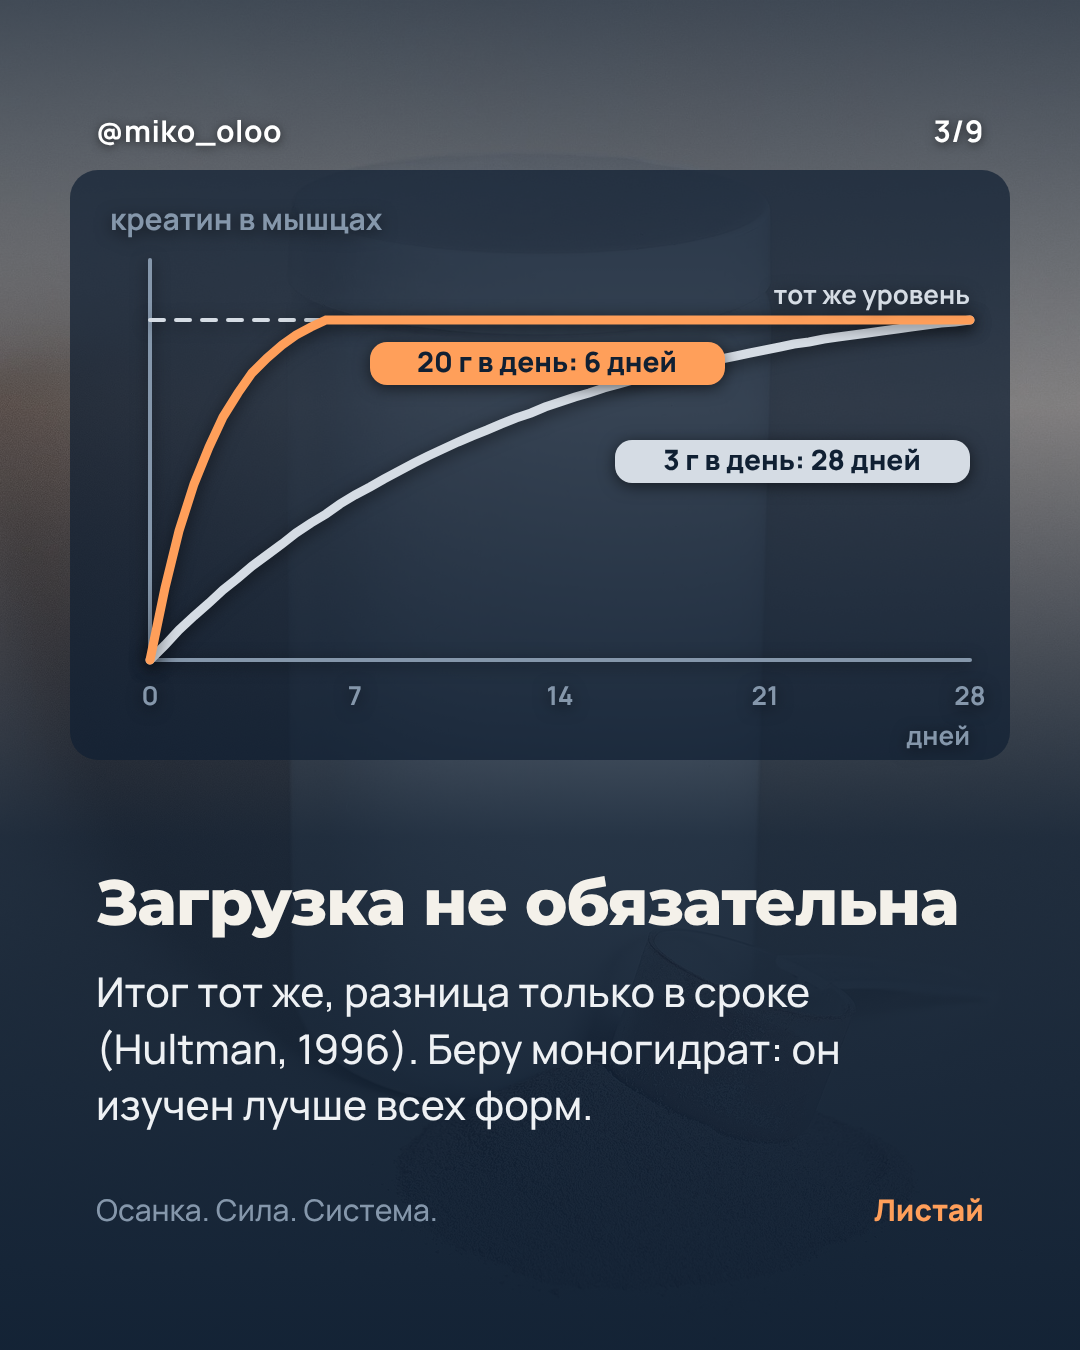 @miko_oloo
3/9
креатин в мышцах
тот же уровень
20 г в день: 6 дней
3 г в день: 28 дней
0 7 14 21 28
дней
Загрузка не обязательна
Итог тот же, разница только в сроке
(Hultman, 1996). Беру моногидрат: он
изучен лучше всех форм.
Осанка. Сила. Система.
Листай